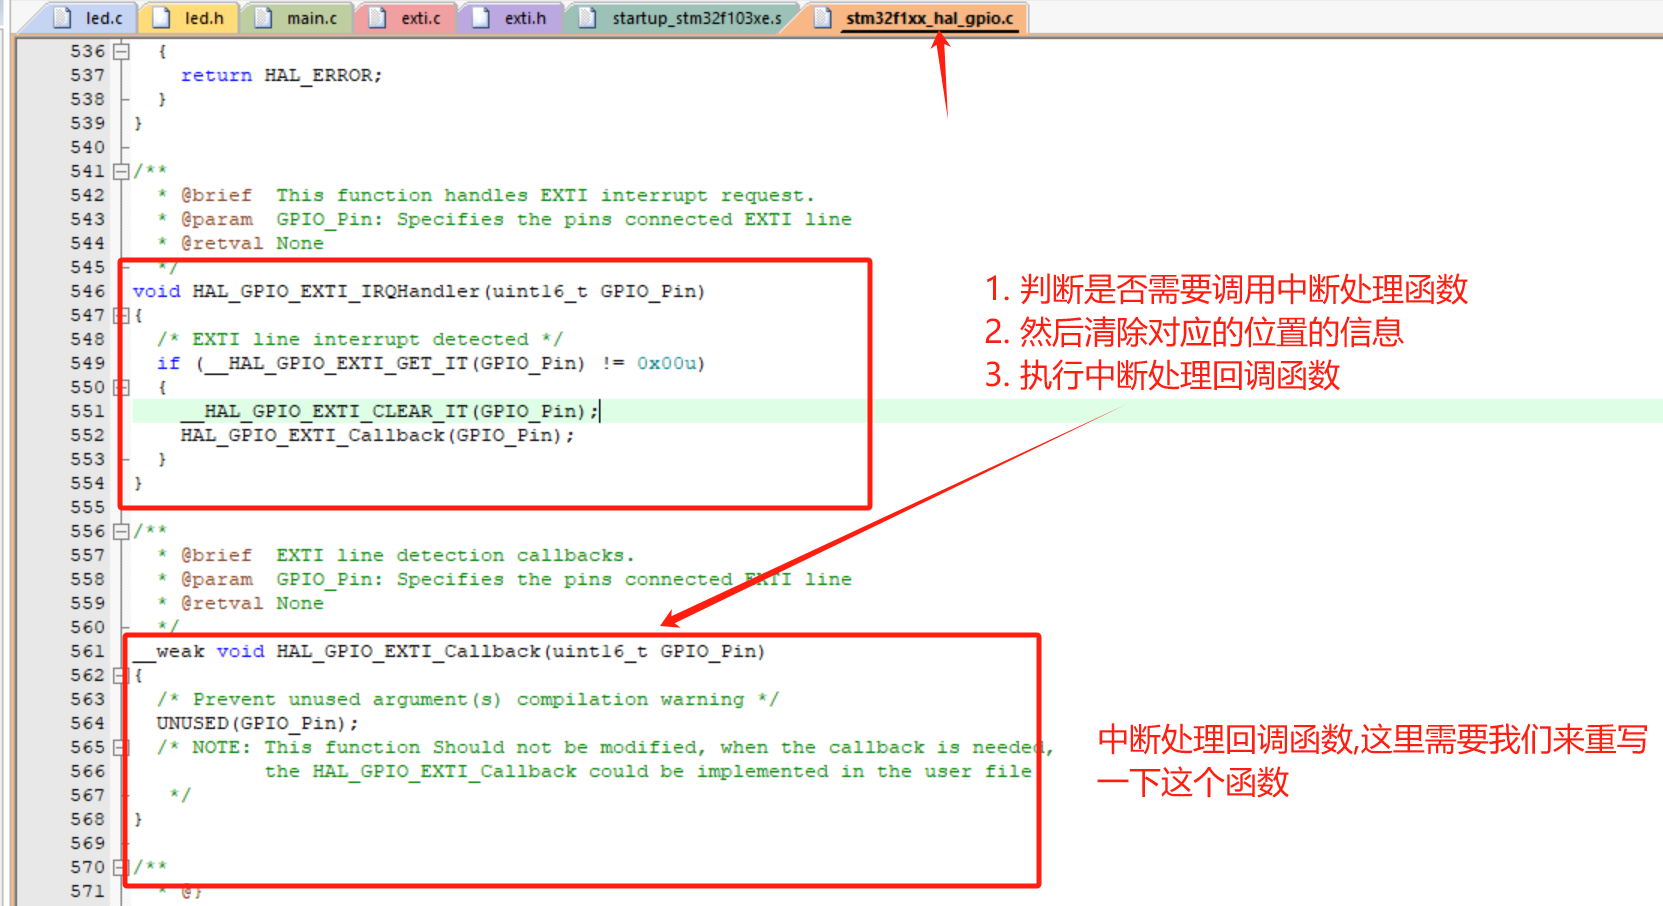 led.c led.h main.c exti.c exti.h startup_stm32f103xe.s stm32f1xx_hal_gpio.c
536 {
537 return HAL_ERROR;
538 }
539 }
540
541 /**
542 * @brief This function handles EXTI interrupt request.
543 * @param GPIO_Pin: Specifies the pins connected EXTI line
544 * @retval None
545 */
546 void HAL_GPIO_EXTI_IRQHandler(uint16_t GPIO_Pin)
547 {
548 /* EXTI line interrupt detected */
549 if (__HAL_GPIO_EXTI_GET_IT(GPIO_Pin) != 0x00u)
550 {
551 __HAL_GPIO_EXTI_CLEAR_IT(GPIO_Pin);
552 HAL_GPIO_EXTI_Callback(GPIO_Pin);
553 }
554 }
555
556 /**
557 * @brief EXTI line detection callbacks.
558 * @param GPIO_Pin: Specifies the pins connected EXTI line
559 * @retval None
560 */
561 __weak void HAL_GPIO_EXTI_Callback(uint16_t GPIO_Pin)
562 {
563 /* Prevent unused argument(s) compilation warning */
564 UNUSED(GPIO_Pin);
565 /* NOTE: This function Should not be modified, when the callback is needed,
566 the HAL_GPIO_EXTI_Callback could be implemented in the user file
567 */
568 }
569
570 /**
571 * @}
1. 判断是否需要调用中断处理函数
2. 然后清除对应的位置的信息
3. 执行中断处理回调函数
中断处理回调函数,这里需要我们来重写
一下这个函数